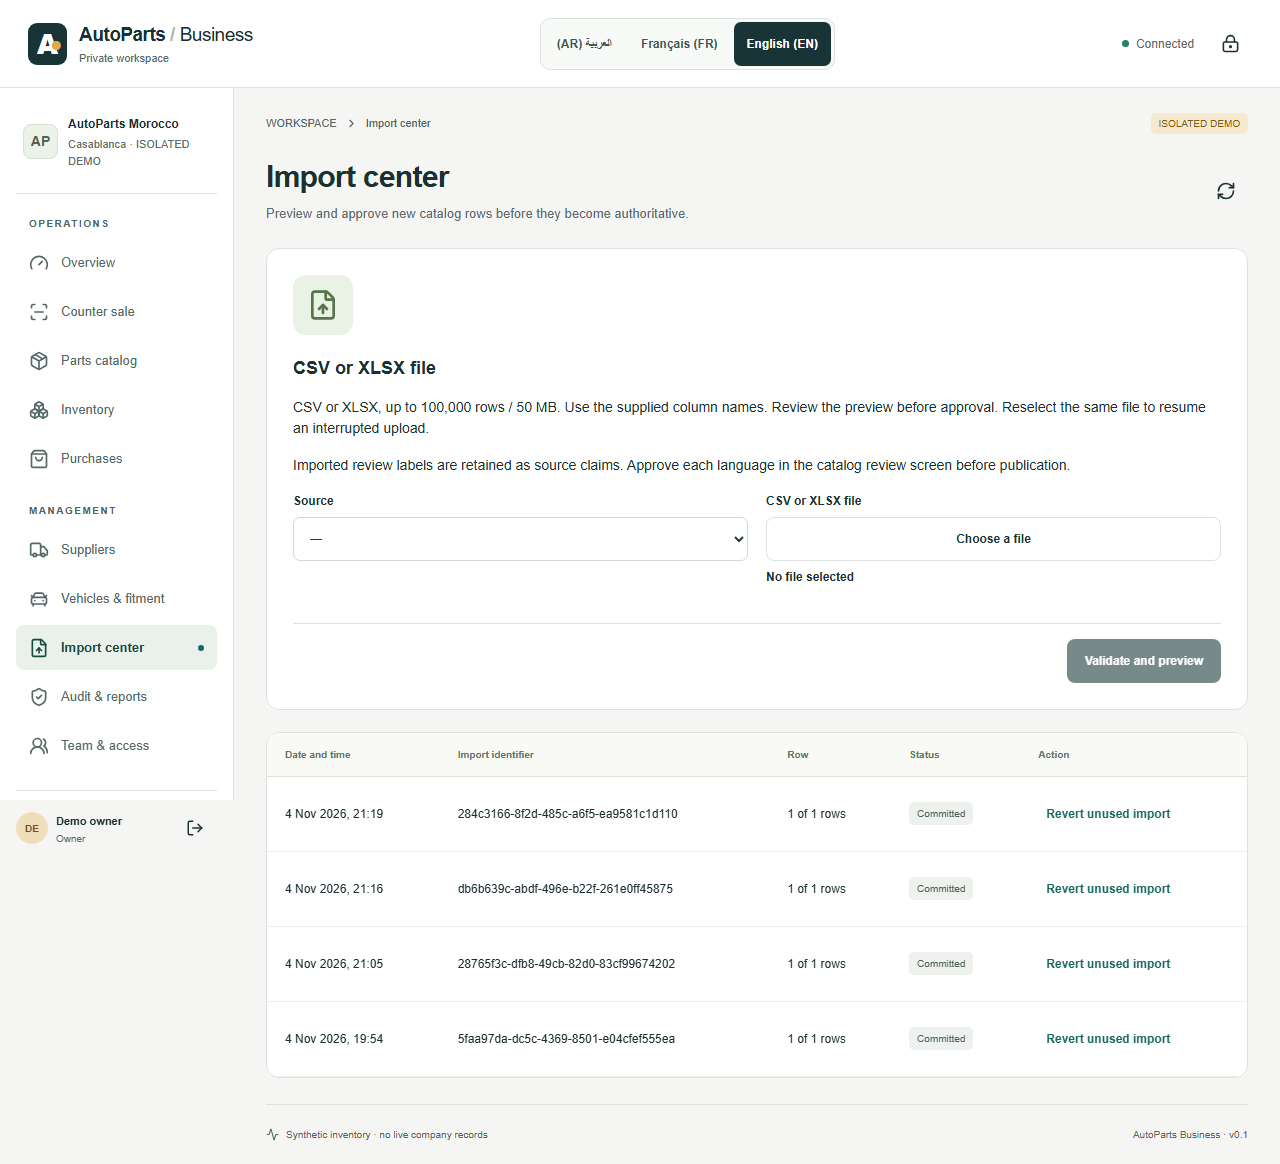 AutoParts / Business
Private workspace
العربية (AR)
Français (FR)
English (EN)
Connected
AP
AutoParts Morocco
Casablanca · ISOLATED
DEMO
OPERATIONS
Overview
Counter sale
Parts catalog
Inventory
Purchases
MANAGEMENT
Suppliers
Vehicles & fitment
Import center
Audit & reports
Team & access
DE
Demo owner
Owner
WORKSPACE > Import center
ISOLATED DEMO
Import center
Preview and approve new catalog rows before they become authoritative.
CSV or XLSX file
CSV or XLSX, up to 100,000 rows / 50 MB. Use the supplied column names. Review the preview before approval. Reselect the same file to resume
an interrupted upload.
Imported review labels are retained as source claims. Approve each language in the catalog review screen before publication.
Source
—
CSV or XLSX file
Choose a file
No file selected
Validate and preview
Date and time Import identifier Row Status Action
4 Nov 2026, 21:19 284c3166-8f2d-485c-a6f5-ea9581c1d110 1 of 1 rows Committed Revert unused import
4 Nov 2026, 21:16 db6b639c-abdf-496e-b22f-261e0ff45875 1 of 1 rows Committed Revert unused import
4 Nov 2026, 21:05 28765f3c-dfb8-49cb-82d0-83cf99674202 1 of 1 rows Committed Revert unused import
4 Nov 2026, 19:54 5faa97da-dc5c-4369-8501-e04cfef555ea 1 of 1 rows Committed Revert unused import
Synthetic inventory · no live company records
AutoParts Business · v0.1